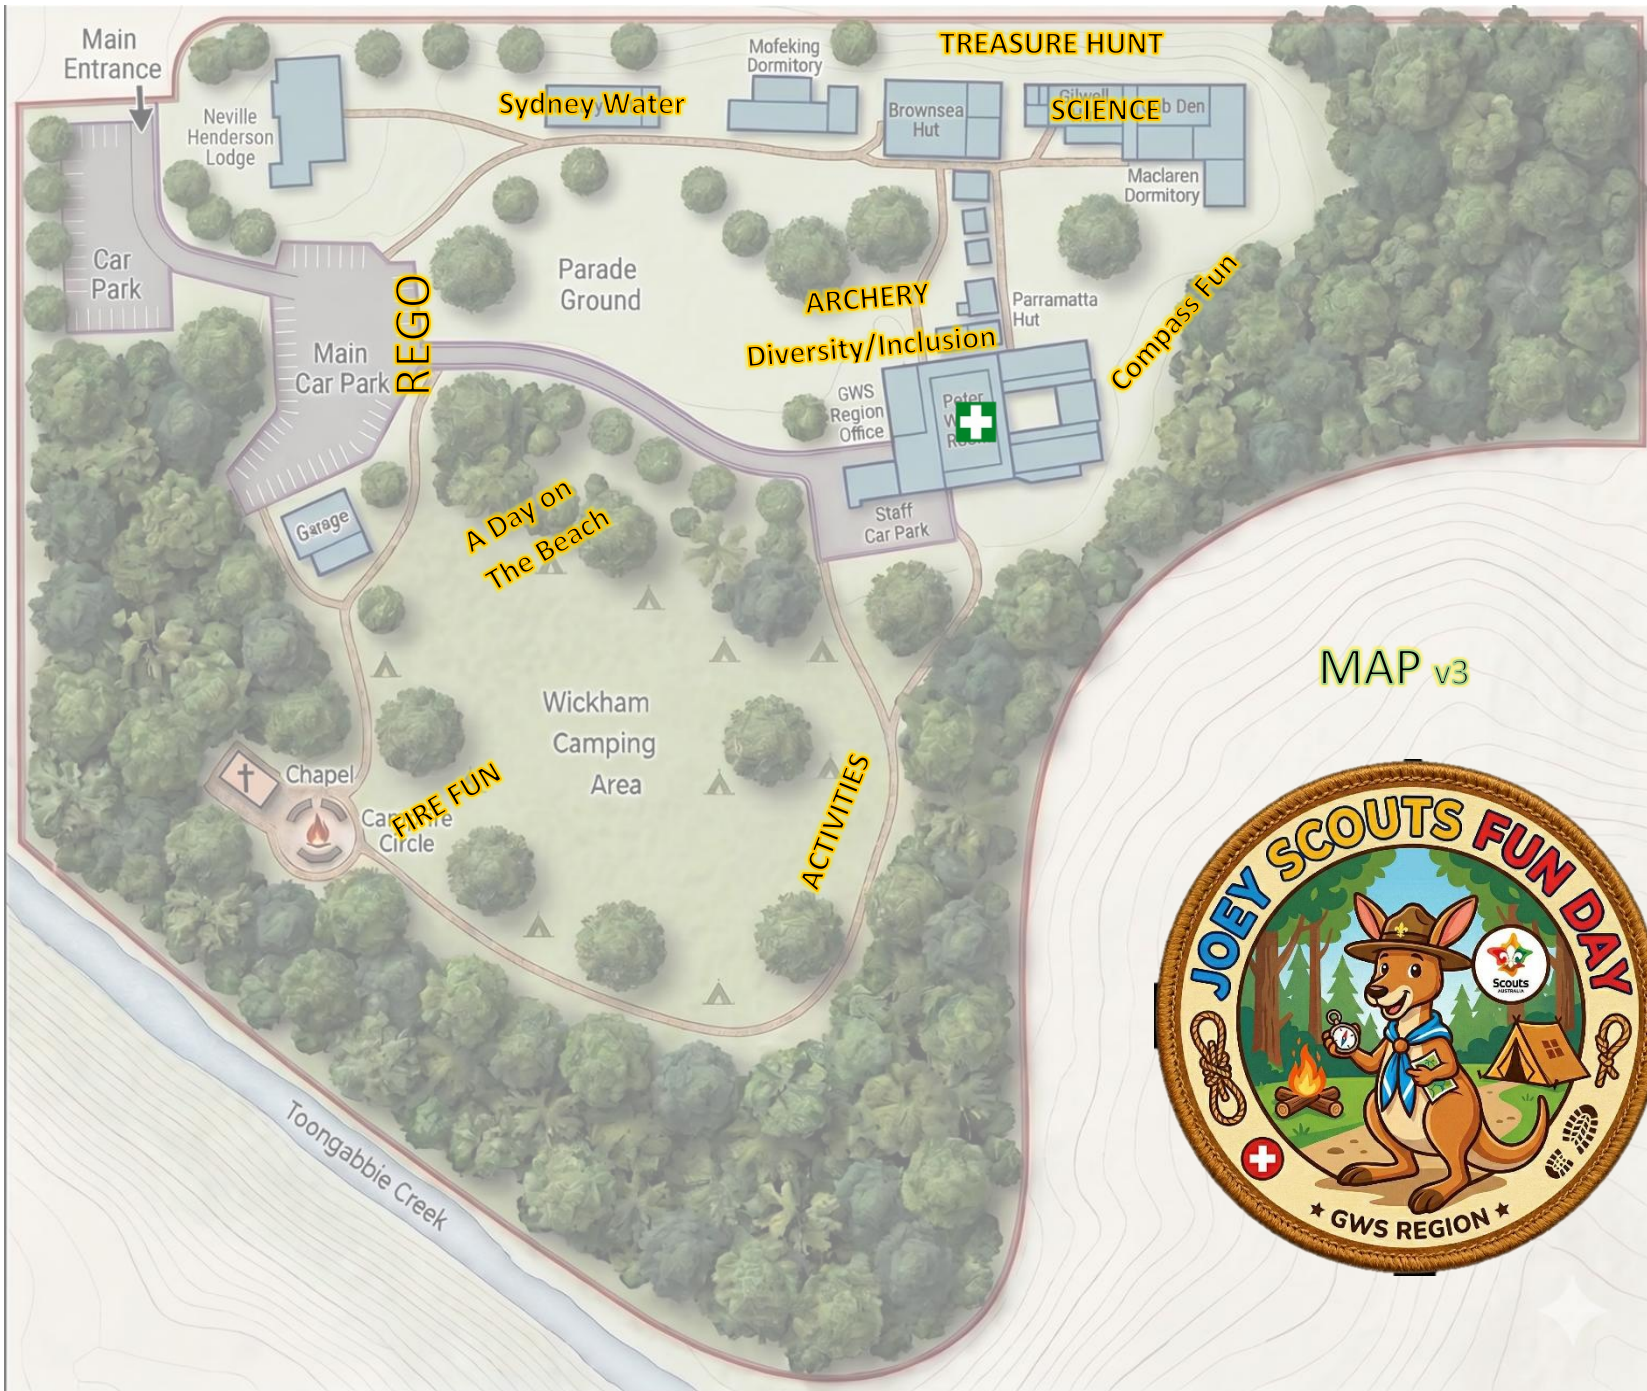 Main
Entrance
TREASURE HUNT
Mofeking
Dormitory
Neville
Henderson
Lodge
Sydney Water
Brownsea
Hut
SCIENCE
Den
Maclaren
Dormitory
Car
Park
REGO
Parade
Ground
ARCHERY
Diversity/Inclusion
Parramatta
Hut
Compass Fun
Main
Car Park
GWS
Region
Office
Peter
Garage
A Day on
The Beach
Staff
Car Park
MAP v3
Wickham
Camping
Area
Chapel
FIRE FUN
Circle
ACTIVITIES
Toongabbie Creek
JOEY SCOUTS FUN DAY
Scouts
AUSTRALIA
GWS REGION